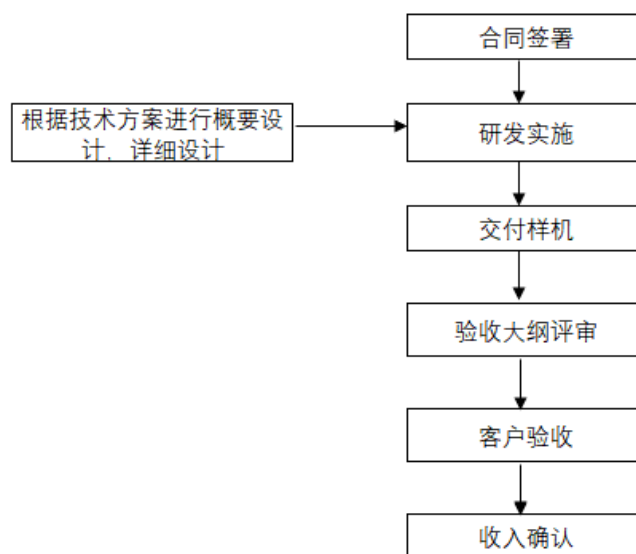 合同签署
根据技术方案进行概要设
计．详细设计
研发实施
交付样机
验收大纲评审
客户验收
收入确认